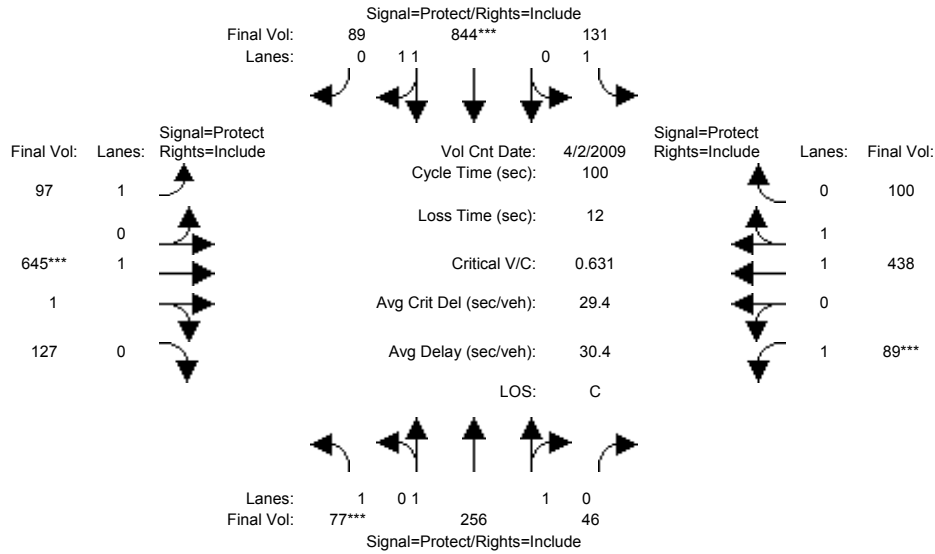 Signal=Protect/Rights=Include
Final Vol: 89 844*** 131
Lanes: 0 1 1 0 1
Signal=Protect Signal=Protect
Final Vol: Lanes: Rights=Include Vol Cnt Date: 4/2/2009 Rights=Include Lanes: Final Vol:
Cycle Time (sec): 100
97 1 0 100
Loss Time (sec): 12
0 1
645*** 1 Critical V/C: 0.631 1 438
1 Avg Crit Del (sec/veh): 29.4 0
127 0 Avg Delay (sec/veh): 30.4 1 89***
LOS: C
Lanes: 1 0 1 1 0
Final Vol: 77*** 256 46
Signal=Protect/Rights=Include